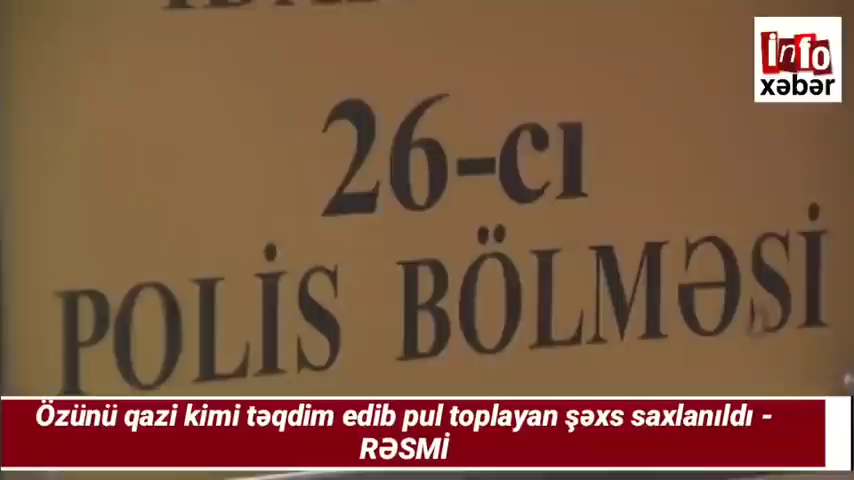 info
xəbər
26-cı
POLİS BÖLMƏSİ
Özünü qazi kimi təqdim edib pul toplayan şəxs saxlanıldı -
RƏSMİ